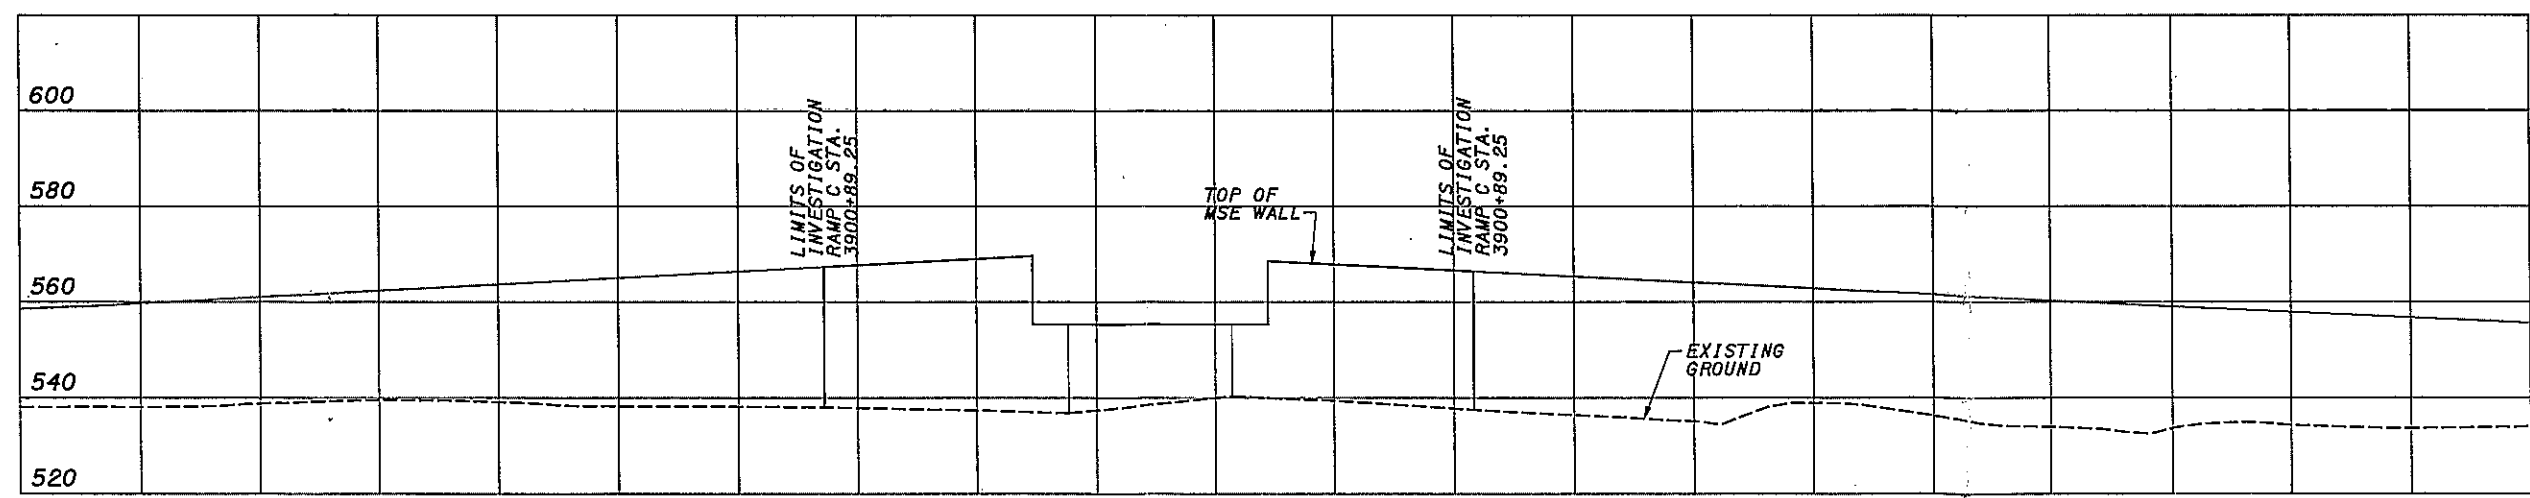 600
580
560
540
520
LIMITS OF
INVESTIGATION
RAMP C STA.
3900+89.25
TOP OF
MSE WALL
LIMITS OF
INVESTIGATION
RAMP C STA.
3900+89.25
EXISTING
GROUND